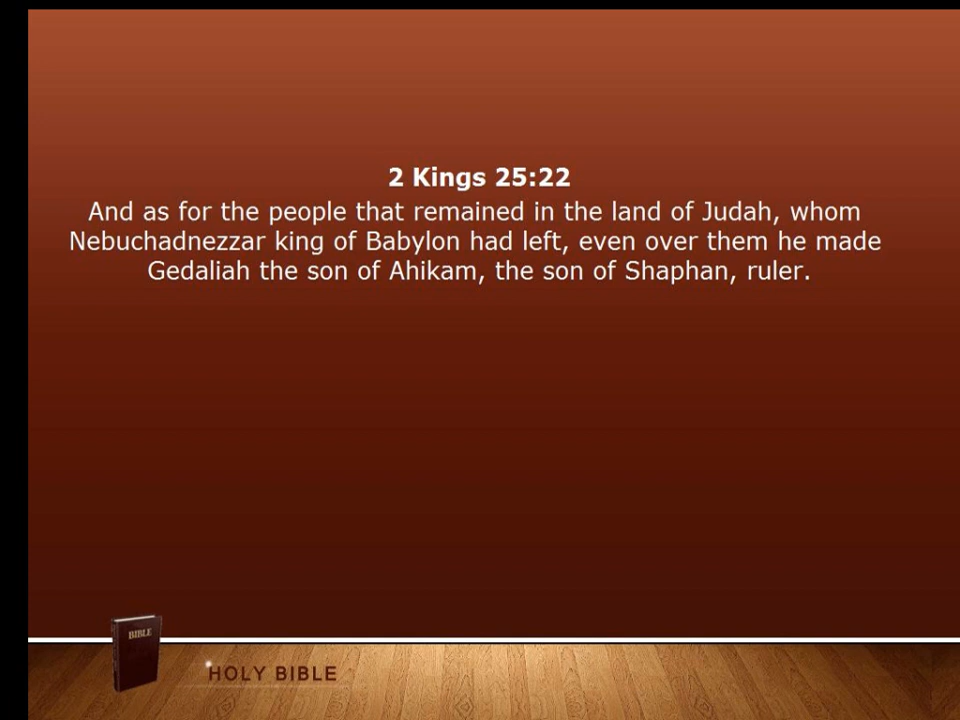 2 Kings 25:22
And as for the people that remained in the land of Judah, whom
Nebuchadnezzar king of Babylon had left, even over them he made
Gedaliah the son of Ahikam, the son of Shaphan, ruler.
BIBLE
HOLY BIBLE